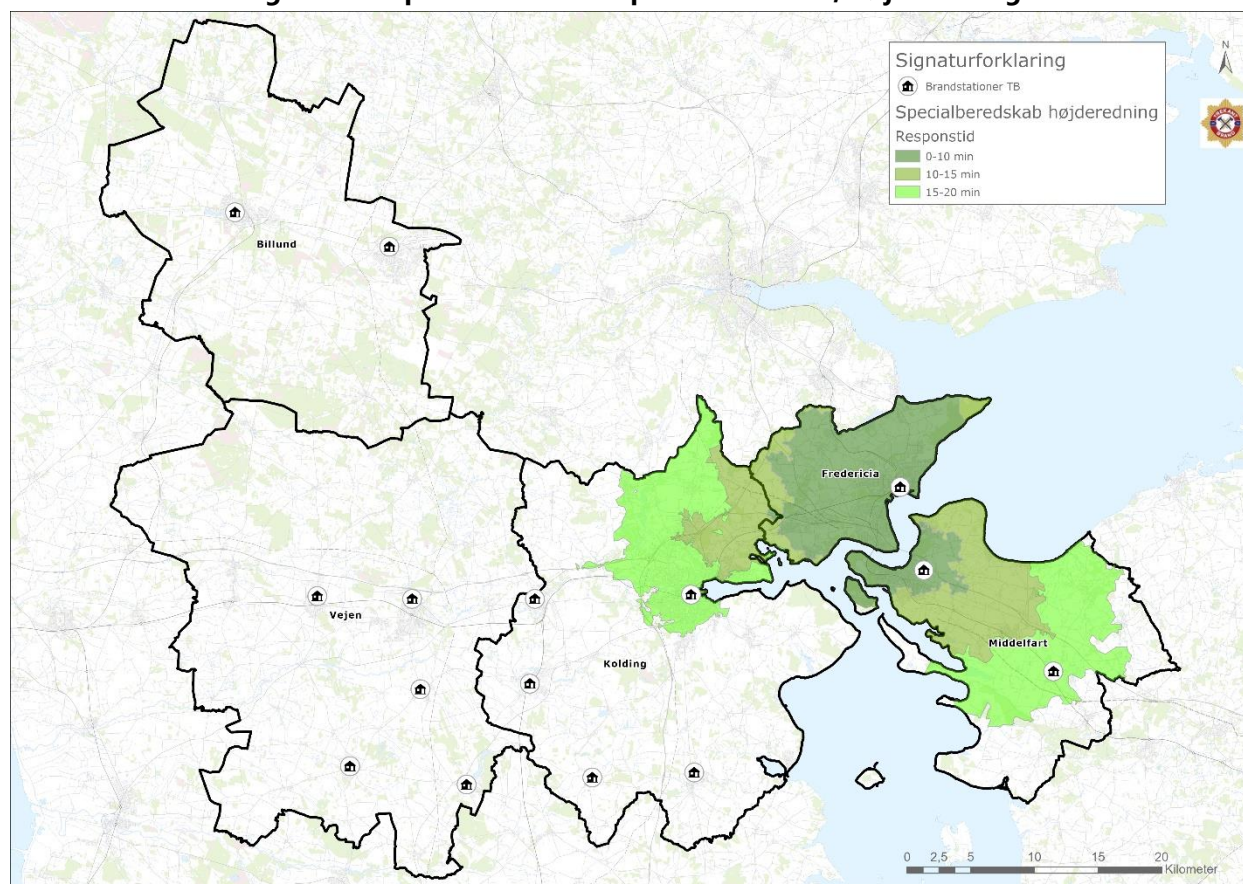 Signaturforklaring
Brandstationer TB
Specialberedskab højderedning
Responstid
0-10 min
10-15 min
15-20 min
N
Billund
Fredericia
Vejen
Kolding
Middelfart
0 2,5 5 10 15 20
Kilometer